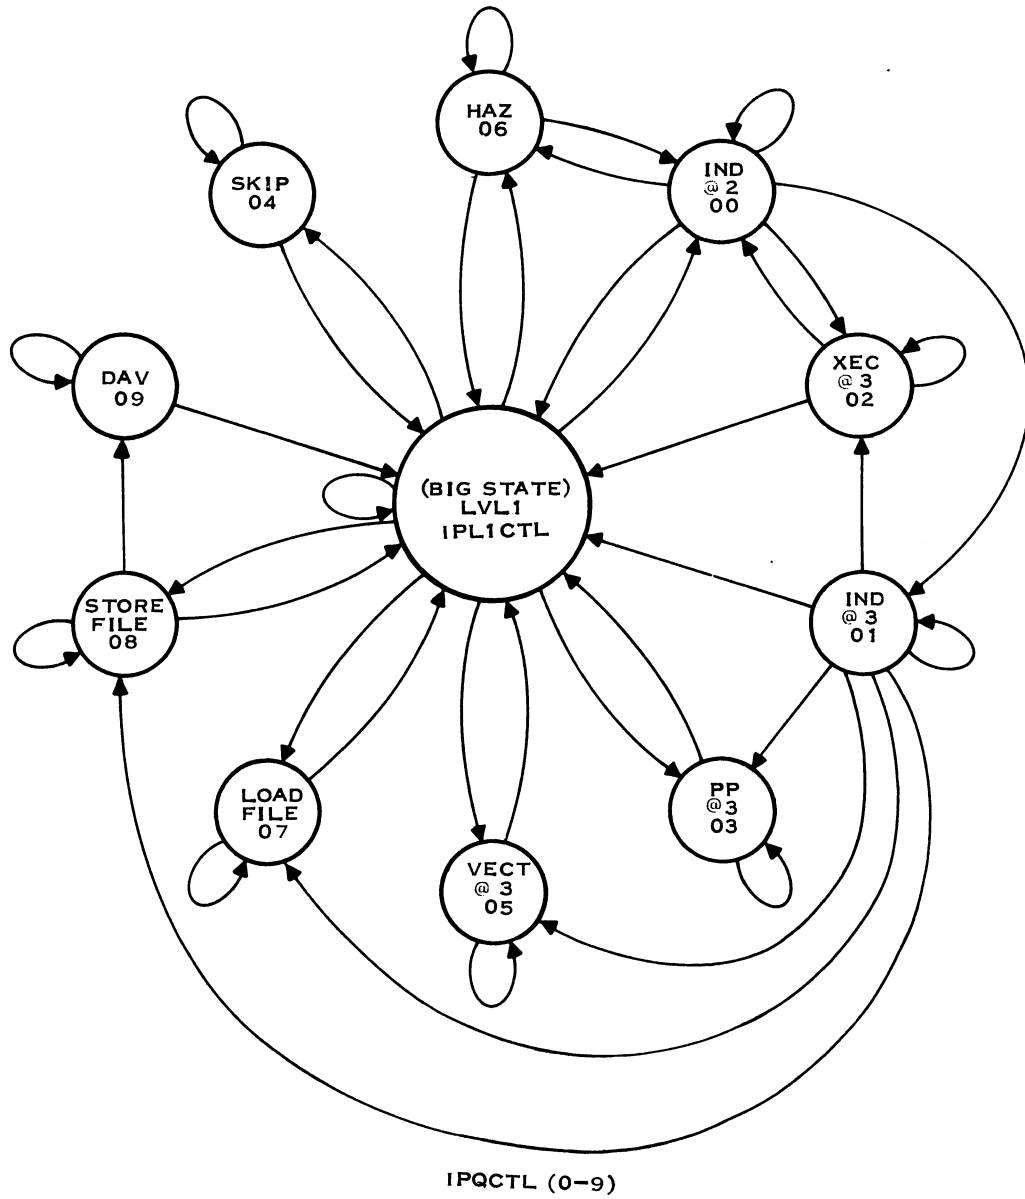 HAZ
06
IND
@ 2
00
SKIP
04
XEC
@ 3
02
DAV
09
(BIG STATE)
LVL1
IPL1CTL
IND
@ 3
01
STORE
FILE
08
PP
@3
03
LOAD
FILE
07
VECT
@ 3
05
IPQCTL (0-9)